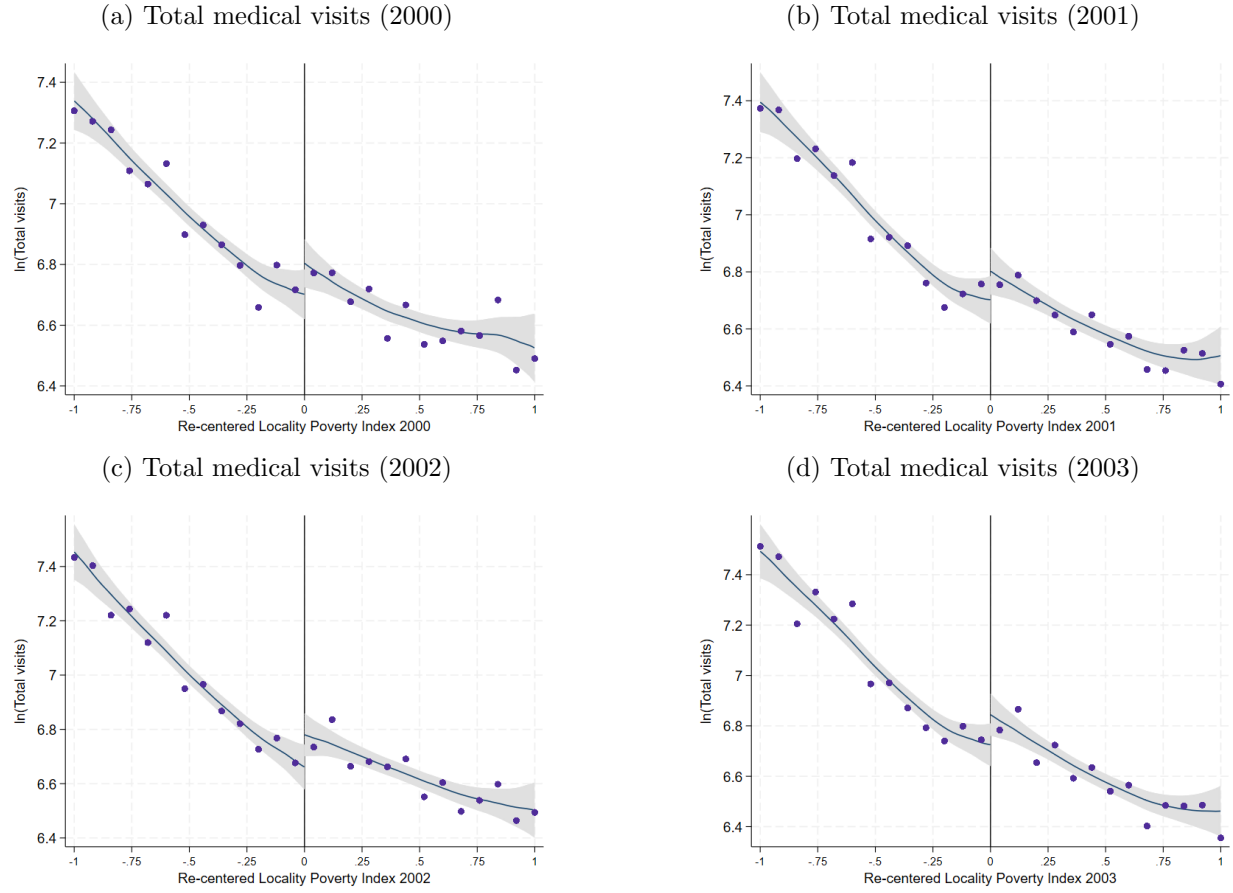 (a) Total medical visits (2000)
ln(Total visits)
7.4
7.2
7
6.8
6.6
6.4
-1 -.75 -.5 -.25 0 .25 .5 .75 1
Re-centered Locality Poverty Index 2000
(b) Total medical visits (2001)
ln(Total visits)
7.4
7.2
7
6.8
6.6
6.4
-1 -.75 -.5 -.25 0 .25 .5 .75 1
Re-centered Locality Poverty Index 2001
(c) Total medical visits (2002)
ln(Total visits)
7.4
7.2
7
6.8
6.6
6.4
-1 -.75 -.5 -.25 0 .25 .5 .75 1
Re-centered Locality Poverty Index 2002
(d) Total medical visits (2003)
ln(Total visits)
7.4
7.2
7
6.8
6.6
6.4
-1 -.75 -.5 -.25 0 .25 .5 .75 1
Re-centered Locality Poverty Index 2003